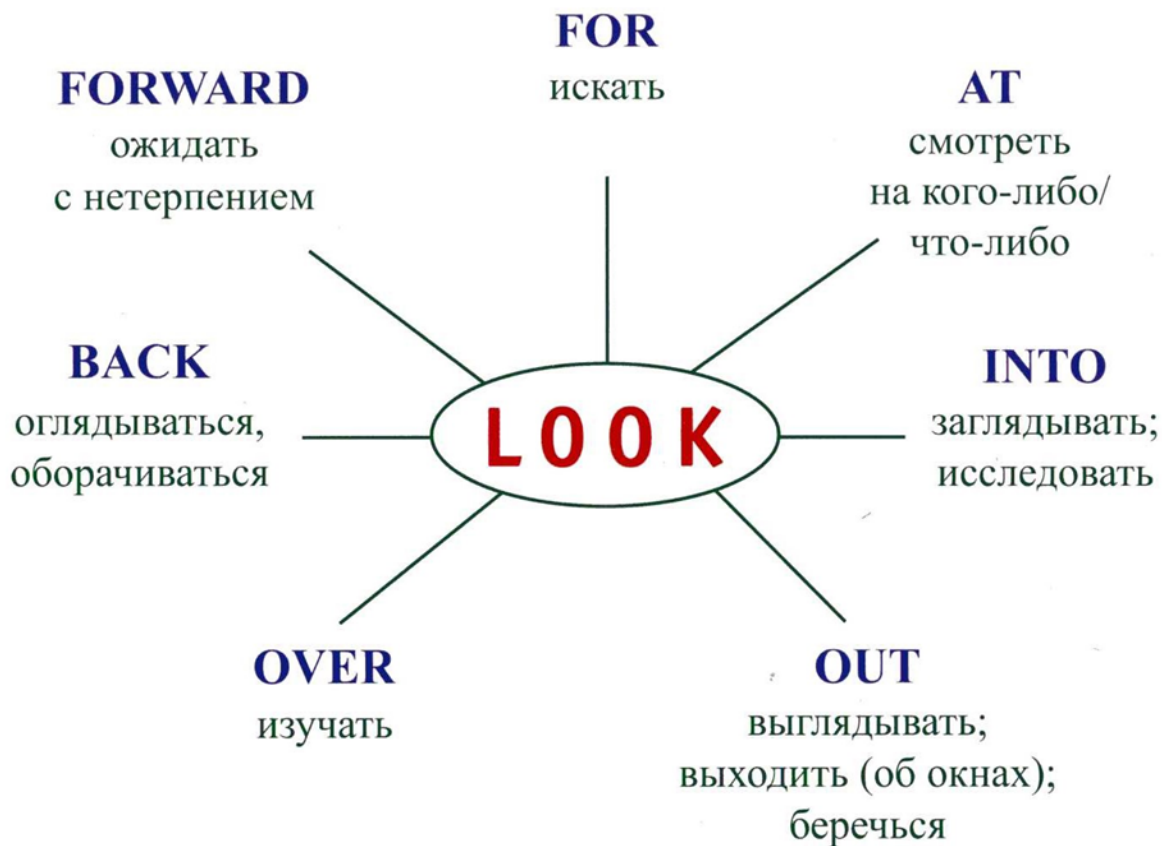 FOR
искать
FORWARD
ожидать
с нетерпением
AT
смотреть
на кого-либо/
что-либо
BACK
оглядываться,
оборачиваться
LOOK
INTO
заглядывать;
исследовать
OVER
изучать
OUT
выглядывать;
выходить (об окнах);
беречься